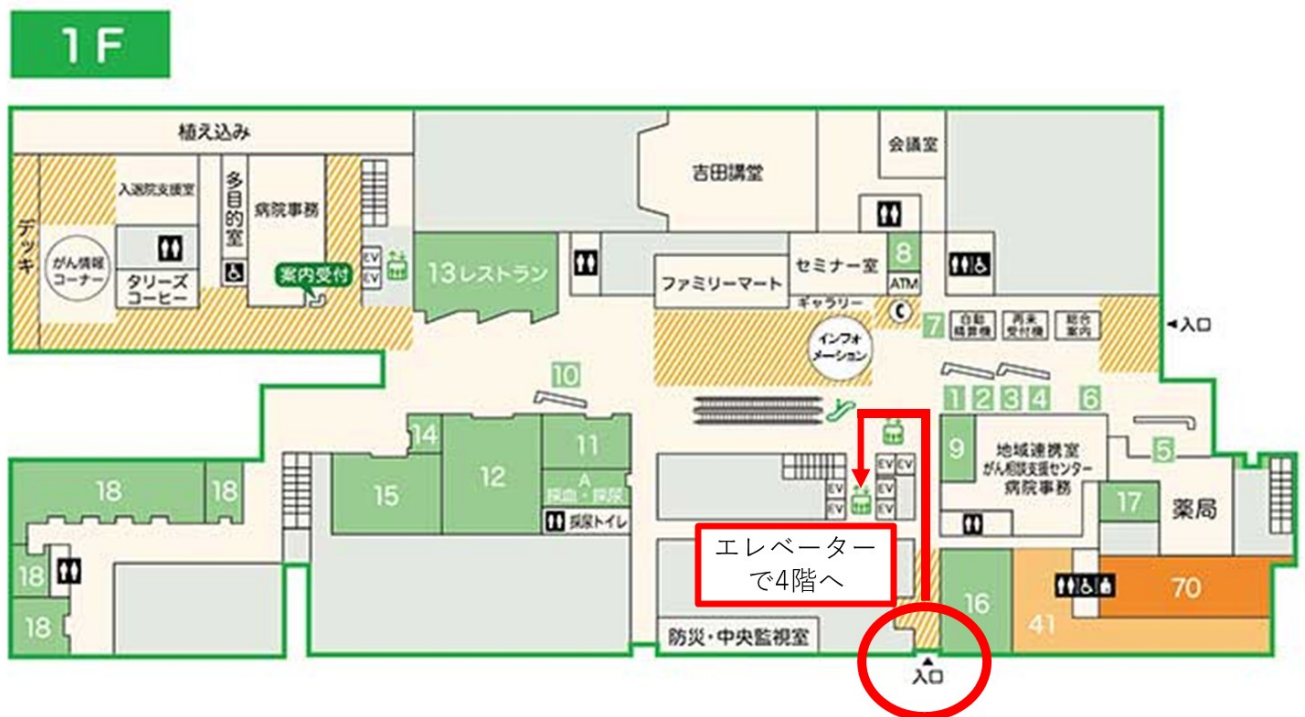 1F
植え込み
会議室
吉田講堂
入退院支援室
多目的室
病院事務
デッキ
がん情報
コーナー
タリーズ
コーヒー
案内受付
EV
EV
13レストラン
ファミリーマート
セミナー室
8
ATM
ギャラリー
インフォ
メーション
7
自動
精算機
再来
受付機
総合
案内
◀入口
10
1
2
3
4
6
5
14
11
9
地域連携室
がん相談支援センター
病院事務
12
15
A
採血・採尿
採尿トイレ
18
18
EV
EV
EV
EV
EV
EV
EV
17
薬局
エレベーター
で4階へ
18
18
16
41
70
防災・中央監視室
▲
入口